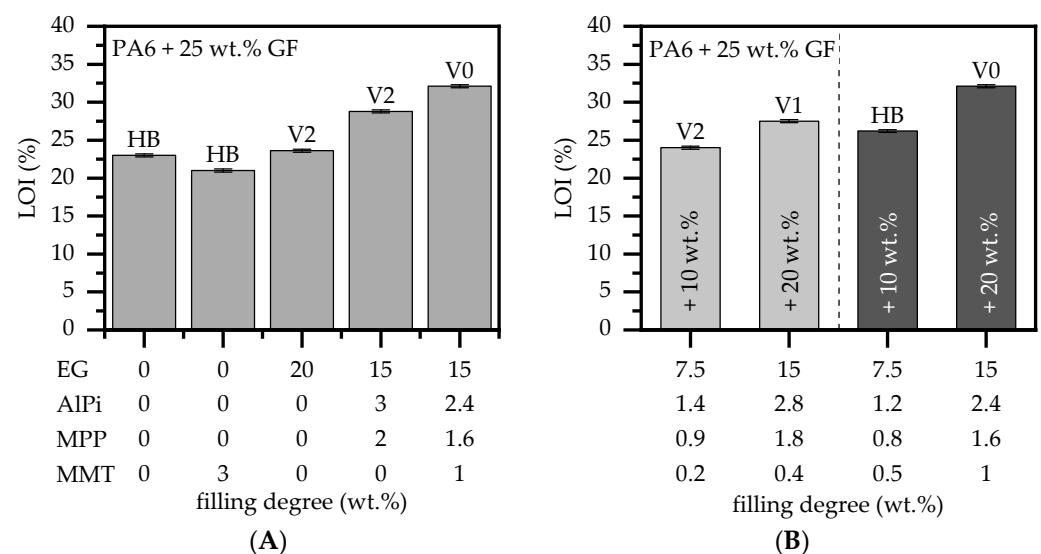 PA6 + 25 wt.% GF
LOI (%)
40
35
30
25
20
15
10
5
0
HB
HB
V2
V2
V0
EG 0 0 20 15 15
AlPi 0 0 0 3 2.4
MPP 0 0 0 2 1.6
MMT 0 3 0 0 1
filling degree (wt.%)
(A)
PA6 + 25 wt.% GF
LOI (%)
40
35
30
25
20
15
10
5
0
V2
V1
HB
V0
+ 10 wt.%
+ 20 wt.%
+ 10 wt.%
+ 20 wt.%
7.5 15 7.5 15
1.4 2.8 1.2 2.4
0.9 1.8 0.8 1.6
0.2 0.4 0.5 1
filling degree (wt.%)
(B)